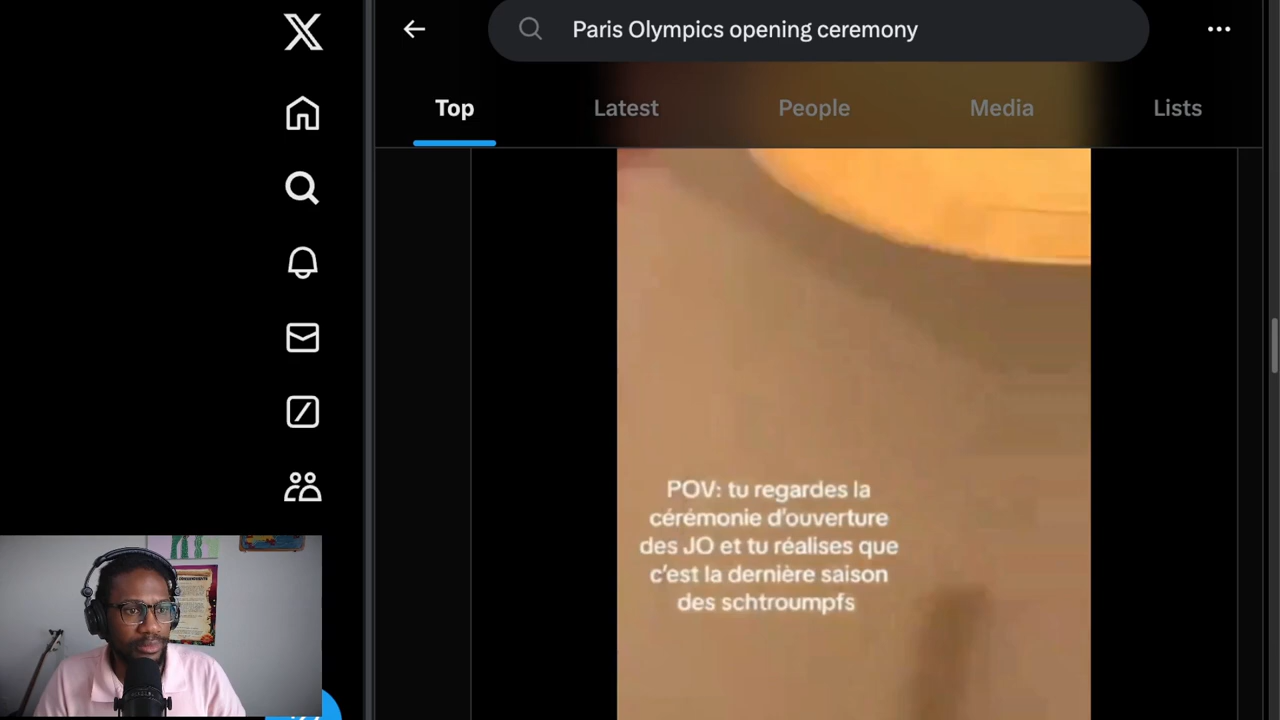 Paris Olympics opening ceremony
Top
Latest
People
Media
Lists
POV: tu regardes la
cérémonie d'ouverture
des JO et tu réalises que
c'est la dernière saison
des schtroumpfs